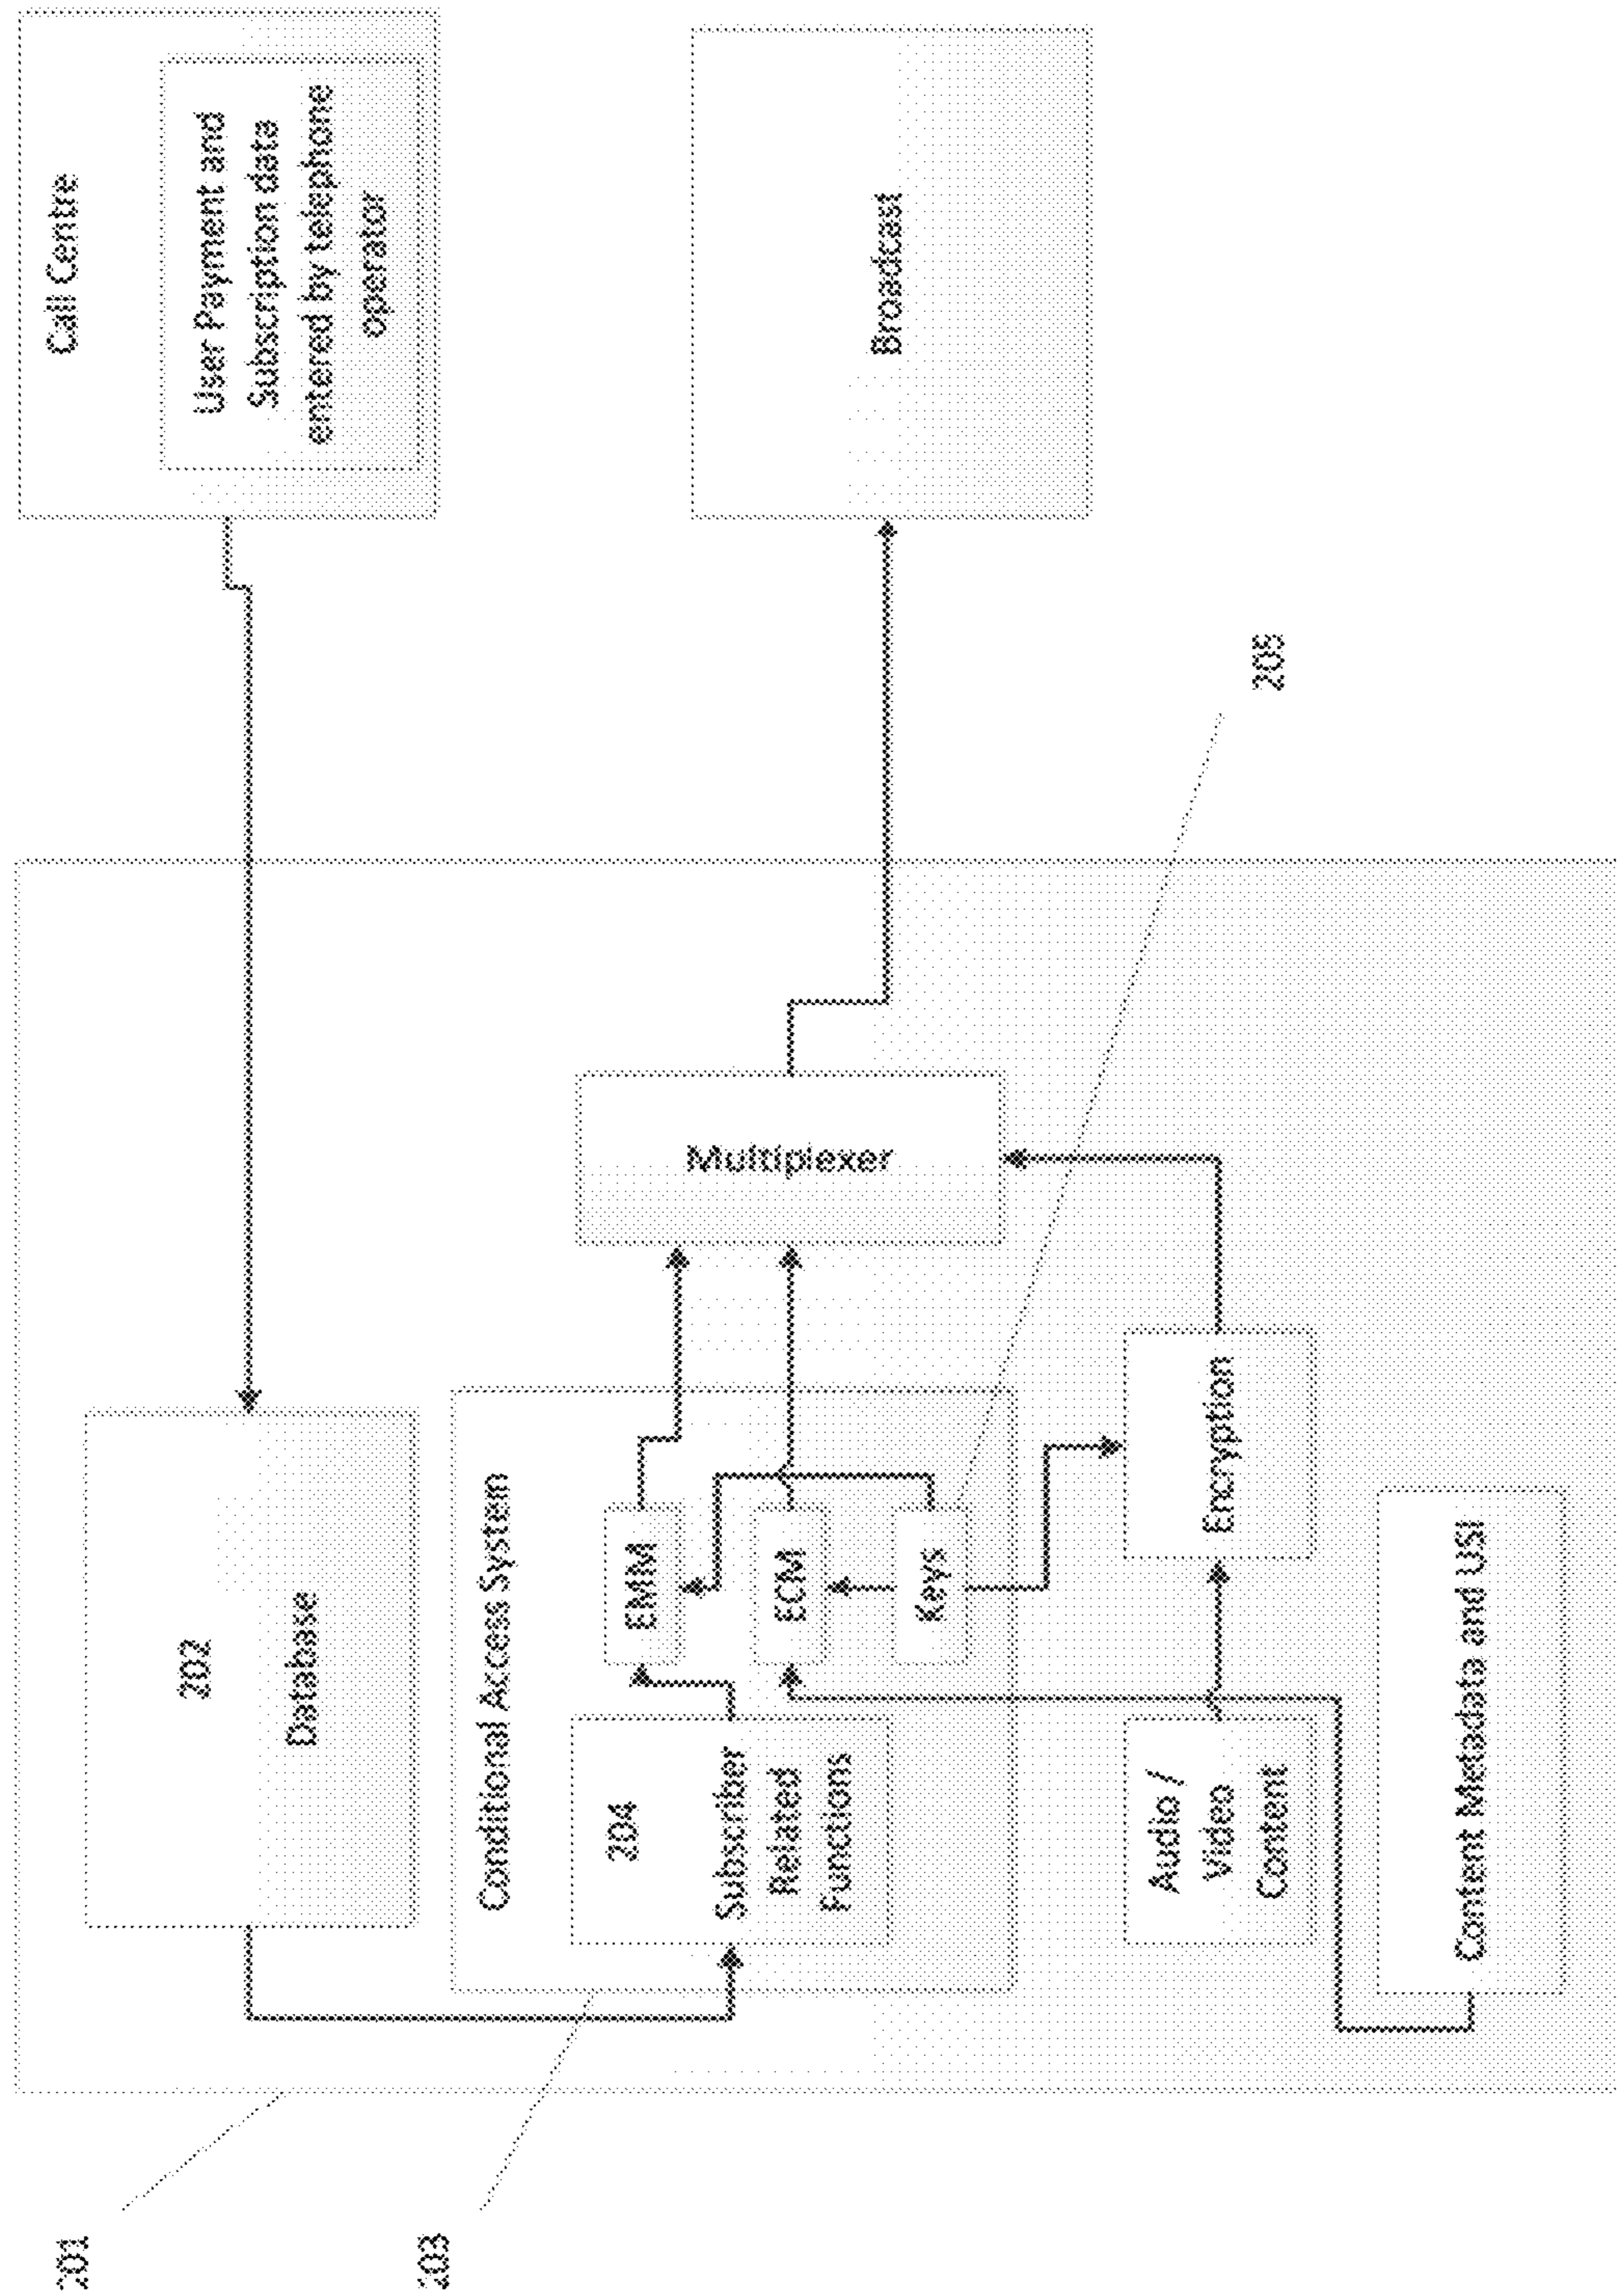 201
203
202
Database
Call Centre
User Payment and
Subscription data
entered by telephone
operator
Conditional Access System
204
Subscriber
Related
Functions
EMM
ECM
Keys
Multiplexer
Broadcast
Audio /
Video
Content
Encryption
205
Content Metadata and USI